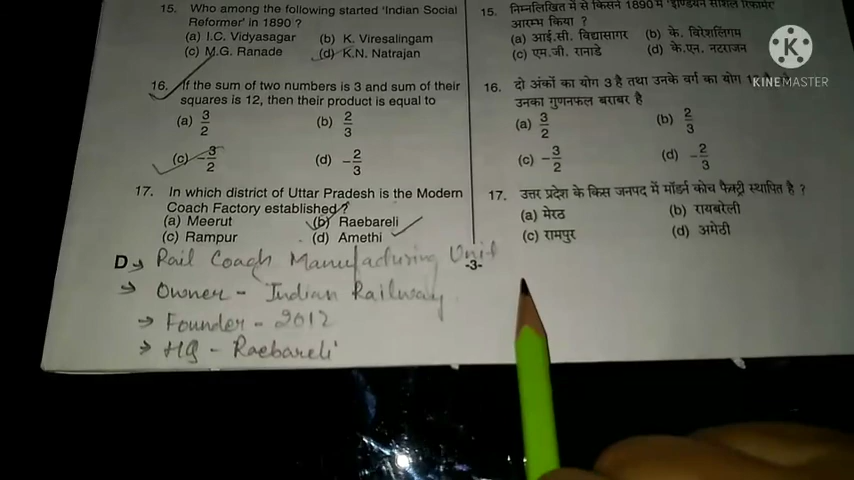 15. Who among the following started 'Indian Social
Reformer' in 1890 ?
(a) I.C. Vidyasagar (b) K. Viresalingam
(c) M.G. Ranade (d) K.N. Natrajan
16. If the sum of two numbers is 3 and sum of their
squares is 12, then their product is equal to
(a) 3/2 (b) 2/3
(c) -3/2 (d) -2/3
17. In which district of Uttar Pradesh is the Modern
Coach Factory established ?
(a) Meerut (b) Raebareli
(c) Rampur (d) Amethi
D→ Rail Coach Manufacturing Unit
→ Owner - Indian Railway
→ Founder - 2012
→ HQ - Raebareli
-3-
15. निम्नलिखित में से किसने 1890 में 'इण्डियन सोशल रिफॉर्मर'
आरम्भ किया ?
(a) आई.सी. विद्यासागर (b) के. विरेशलिंगम
(c) एम.जी. रानाडे (d) के.एन. नटराजन
16. दो अंकों का योग 3 है तथा उनके वर्ग का योग 12
उनका गुणनफल बराबर है
(a) 3/2 (b) 2/3
(c) -3/2 (d) -2/3
17. उत्तर प्रदेश के किस जनपद में मॉडर्न कोच फैक्ट्री स्थापित है ?
(a) मेरठ (b) रायबरेली
(c) रामपुर (d) अमेठी
K
KINEMASTER